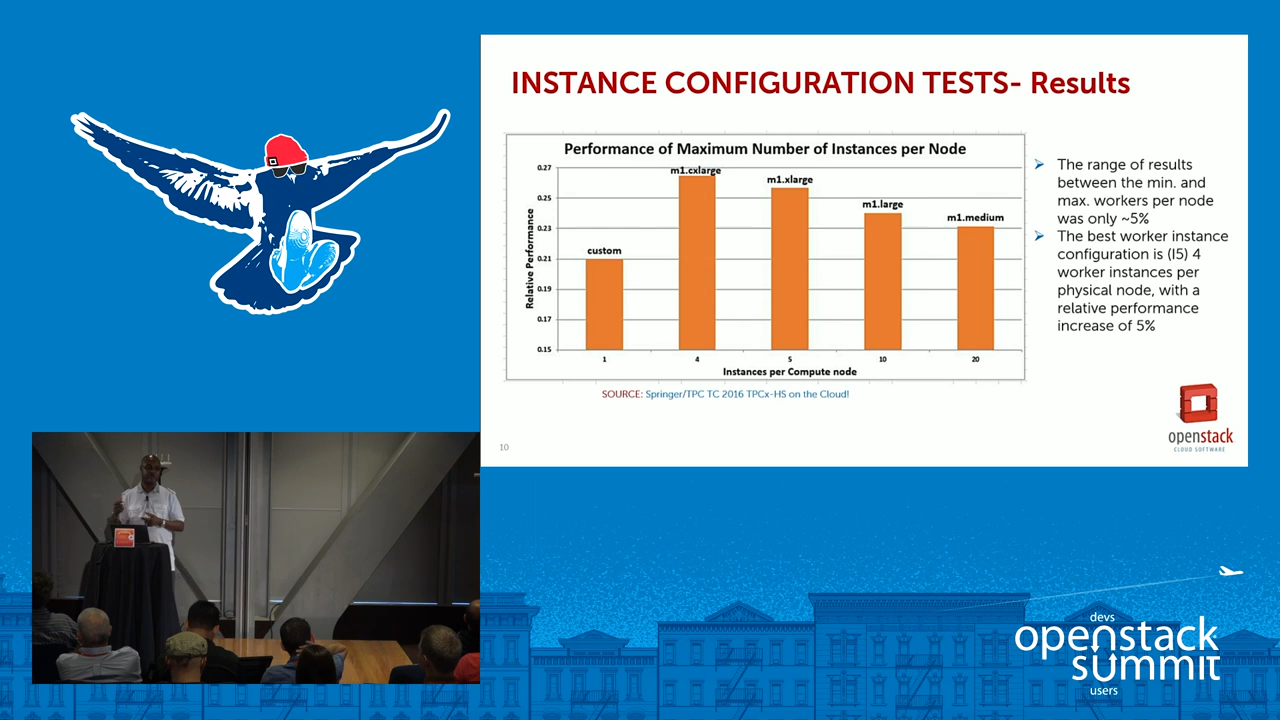 INSTANCE CONFIGURATION TESTS- Results
Performance of Maximum Number of Instances per Node
Relative Performance
0.27
0.25
0.23
0.21
0.19
0.17
0.15
custom
m1.cxlarge
m1.xlarge
m1.large
m1.medium
1
4
5
10
20
Instances per Compute node
SOURCE: Springer/TPC TC 2016 TPCx-HS on the Cloud!
The range of results
between the min. and
max. workers per node
was only ~5%
The best worker instance
configuration is (I5) 4
worker instances per
physical node, with a
relative performance
increase of 5%
10
openstack
CLOUD SOFTWARE
devs
openstack
summit
users